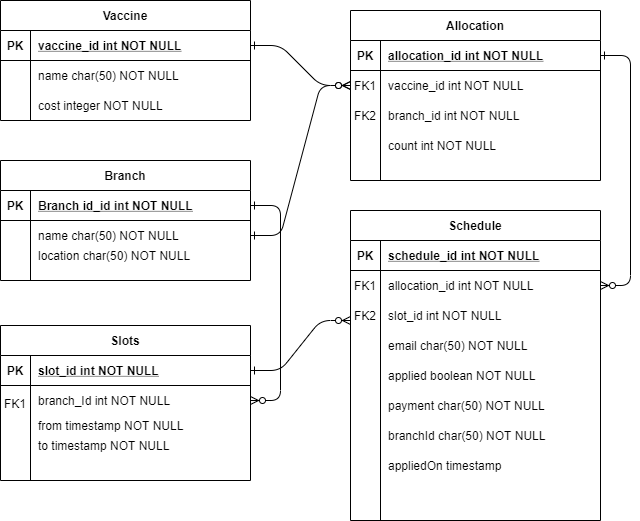 Vaccine
PK vaccine_id int NOT NULL
name char(50) NOT NULL
cost integer NOT NULL
Branch
PK Branch id_id int NOT NULL
name char(50) NOT NULL
location char(50) NOT NULL
Slots
PK slot_id int NOT NULL
FK1 branch_Id int NOT NULL
from timestamp NOT NULL
to timestamp NOT NULL
Allocation
PK allocation_id int NOT NULL
FK1 vaccine_id int NOT NULL
FK2 branch_id int NOT NULL
count int NOT NULL
Schedule
PK schedule_id int NOT NULL
FK1 allocation_id int NOT NULL
FK2 slot_id int NOT NULL
email char(50) NOT NULL
applied boolean NOT NULL
payment char(50) NOT NULL
branchId char(50) NOT NULL
appliedOn timestamp